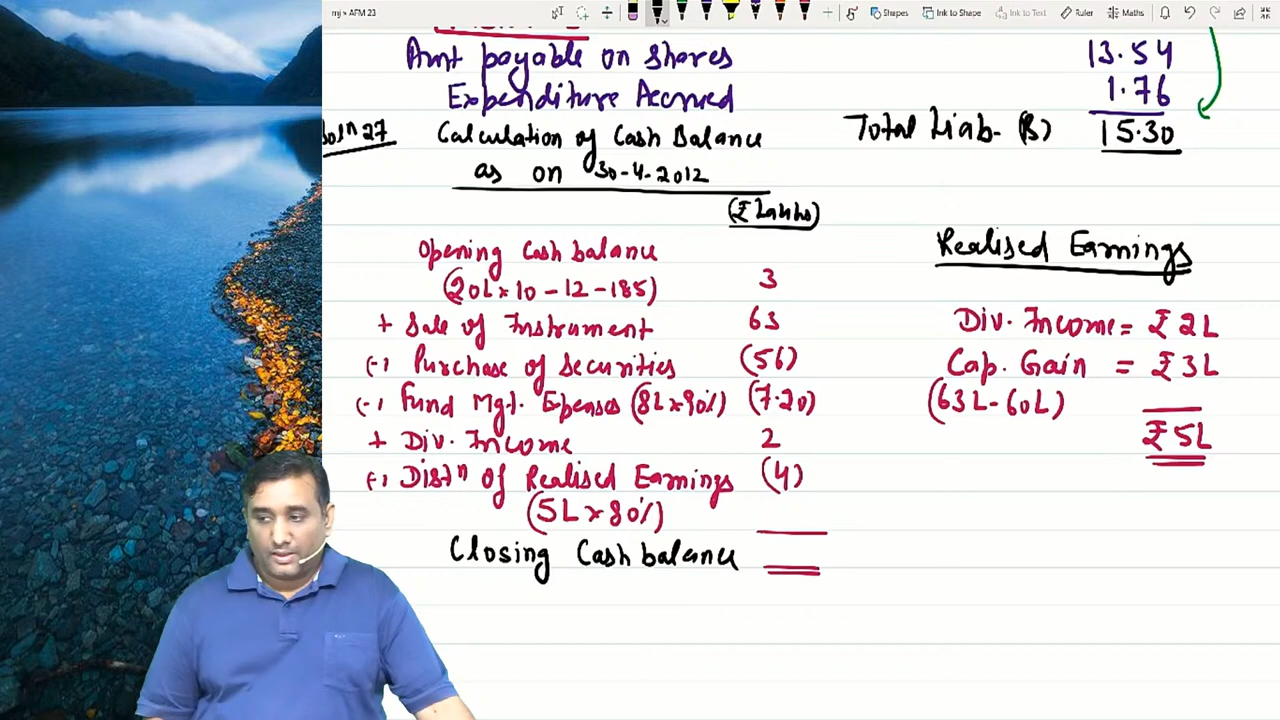 mj » AFM 23
Shapes
Ink to Shape
Ink to Text
Ruler
Maths
Amt payable on shares 13.54
Expenditure Accrued 1.76
Total Liab- (B) 15.30
Solⁿ 27
Calculation of Cash Balance
as on 30-4-2012
(₹ Lakhs)
Opening Cash balance
(20L×10-12-185) 3
+ Sale of Instrument 63
(-) Purchase of Securities (56)
(-) Fund Mgt. Epenses (8L×90%) (7.20)
+ Div. Income 2
(-) Distⁿ of Realised Earnings (4)
(5L×80%)
Closing Cash balance
Realised Earnings
Div. Income = ₹2L
Cap. Gain = ₹3L
(63L-60L)
₹5L